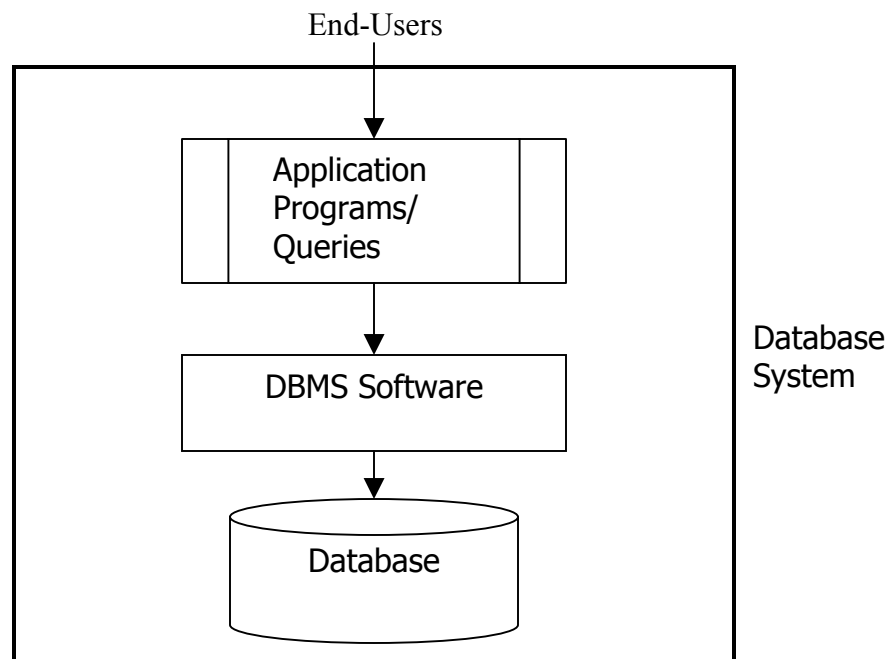 End-Users
Application
Programs/
Queries
DBMS Software
Database
Database
System